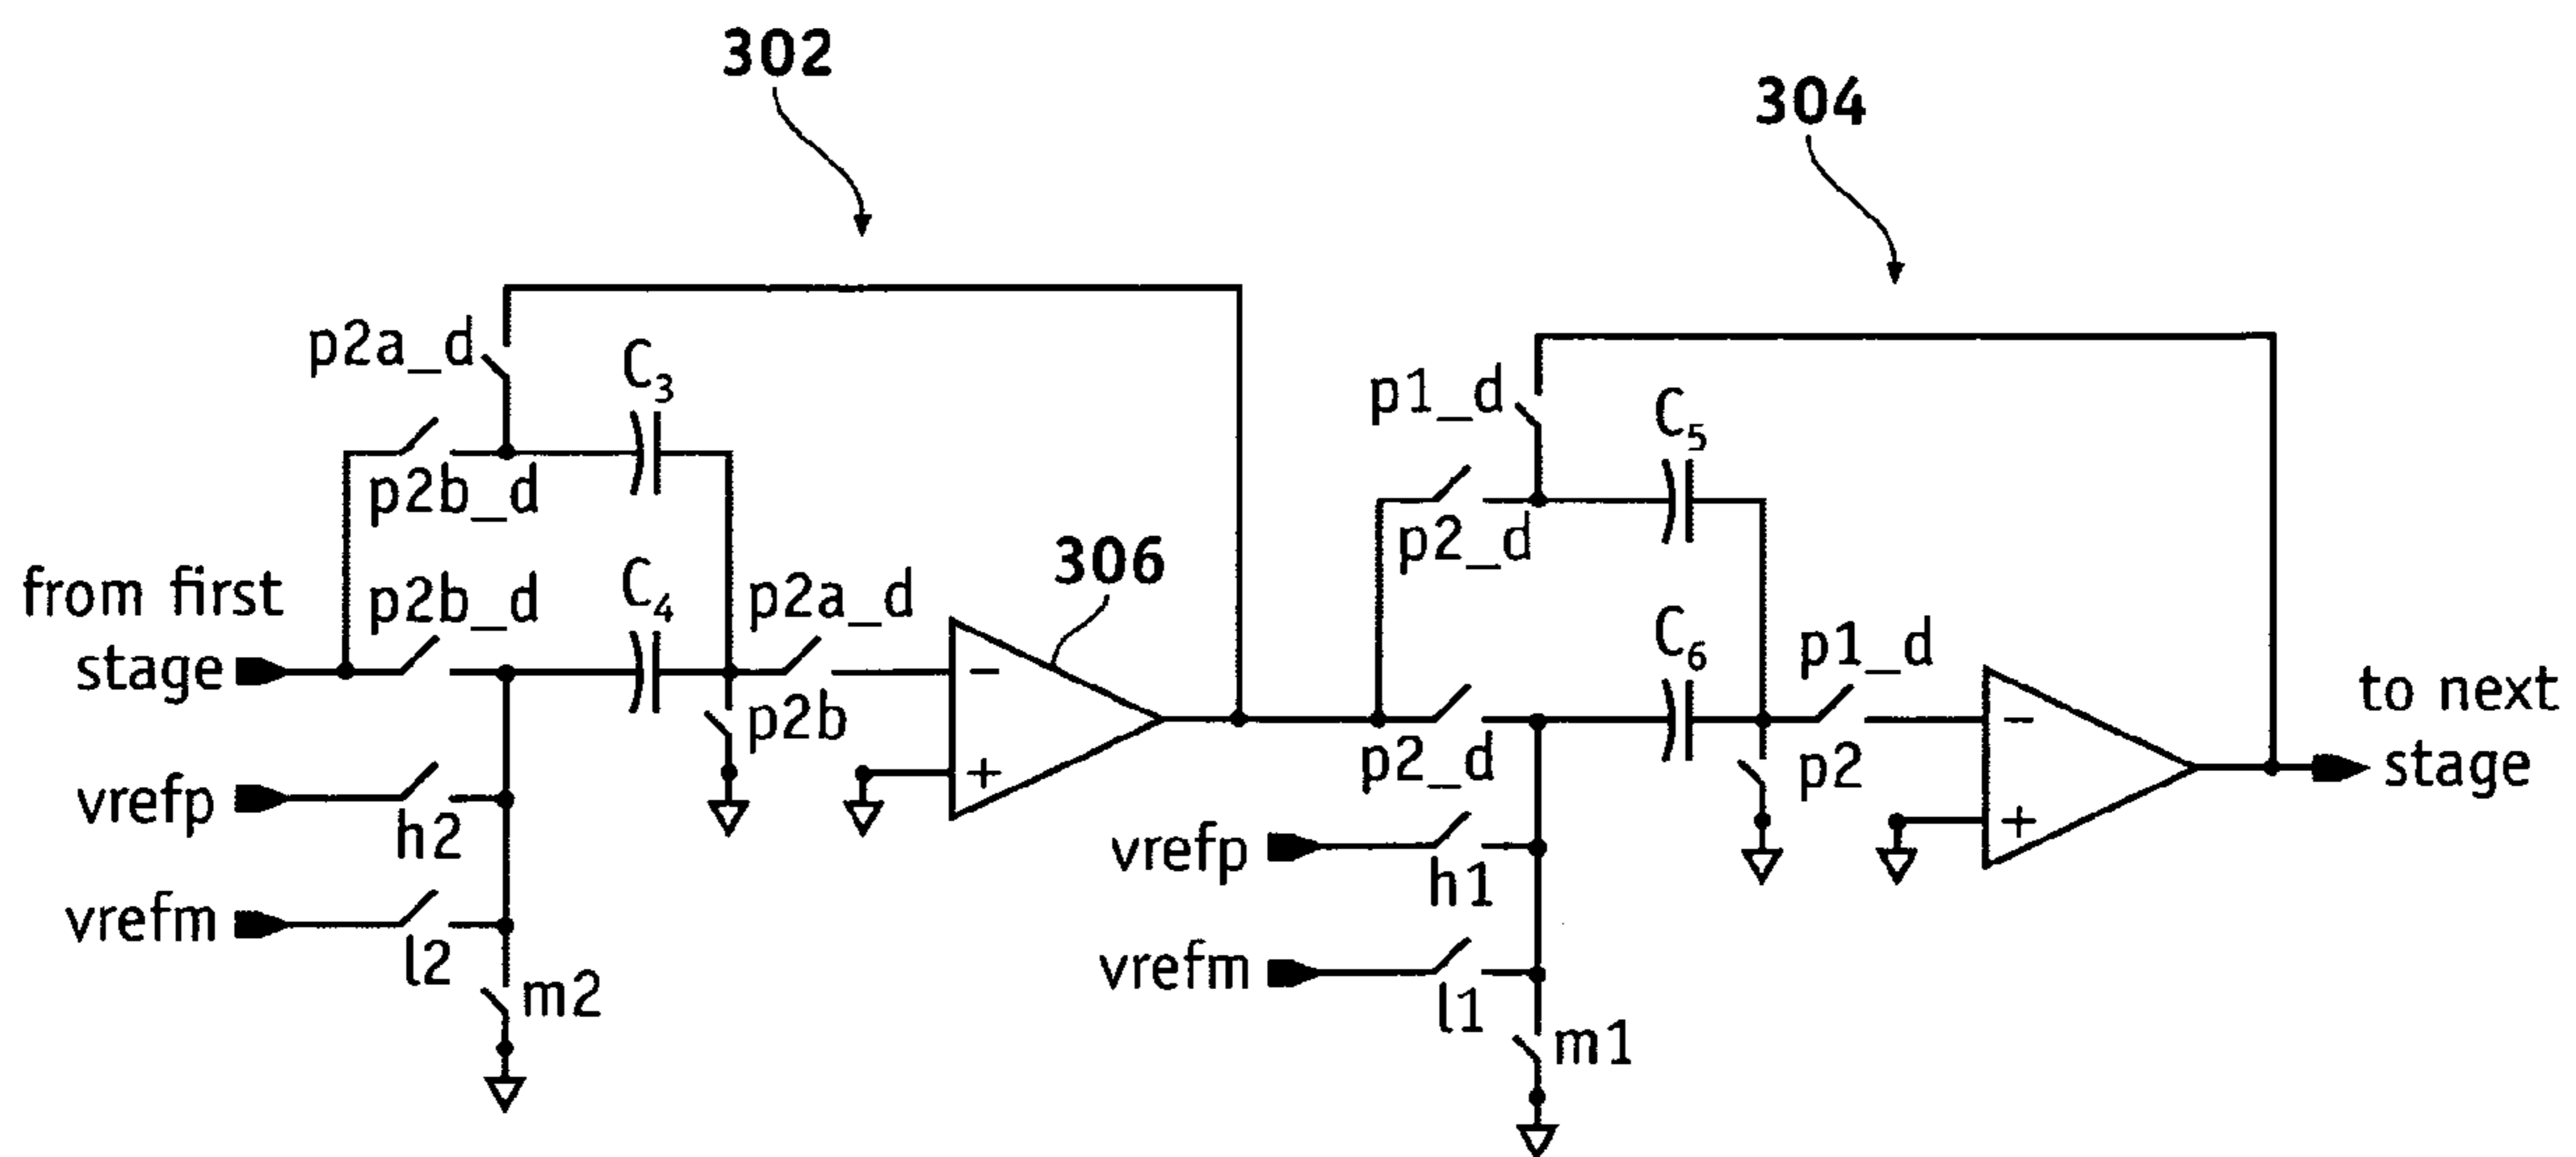 302
304
p2a_d
C3
p1_d
C5
p2b_d
p2_d
306
from first
stage
p2b_d
C4
p2a_d
p2b
C6
p1_d
p2_d
p2
to next
stage
vrefp
h2
vrefp
h1
vrefm
l2
vrefm
l1
m2
m1
−
+
−
+